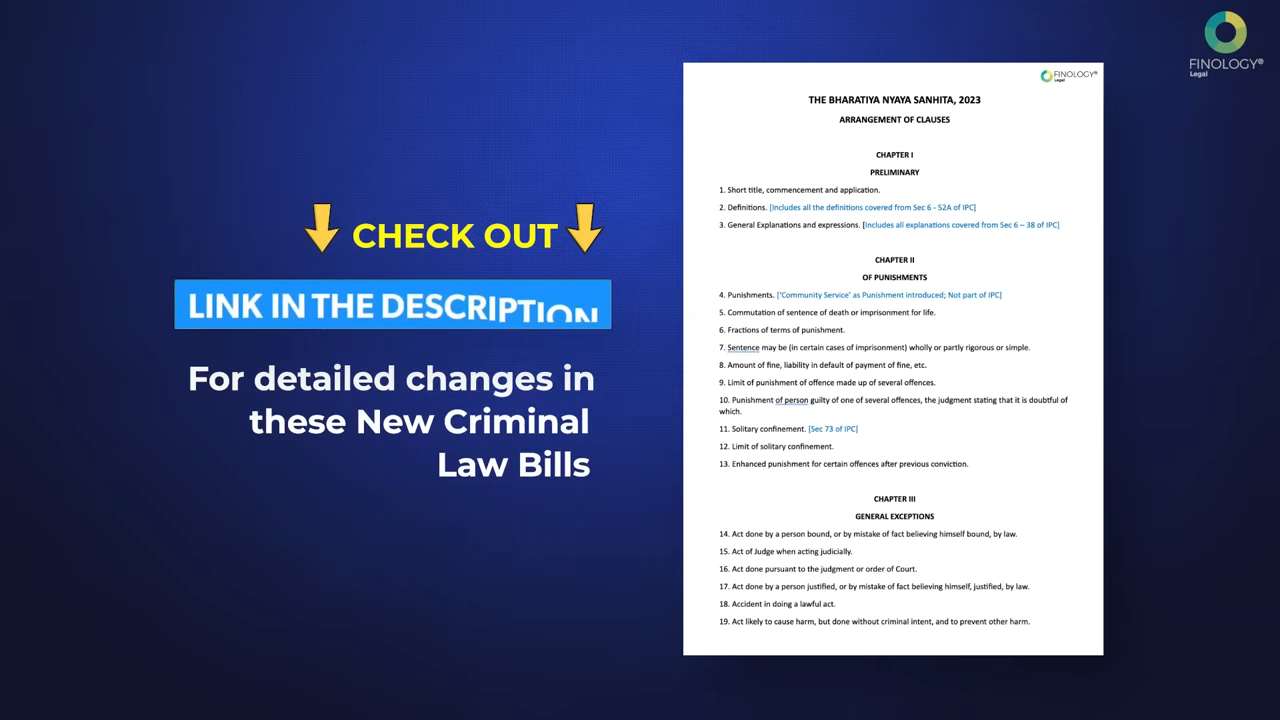 CHECK OUT
LINK IN THE DESCRIPTION
For detailed changes in
these New Criminal
Law Bills
FINOLOGY®
Legal
FINOLOGY®
Legal
THE BHARATIYA NYAYA SANHITA, 2023
ARRANGEMENT OF CLAUSES
CHAPTER I
PRELIMINARY
1. Short title, commencement and application.
2. Definitions. [Includes all the definitions covered from Sec 6 - 52A of IPC]
3. General Explanations and expressions. [Includes all explanations covered from Sec 6 – 38 of IPC]
CHAPTER II
OF PUNISHMENTS
4. Punishments. ['Community Service' as Punishment introduced; Not part of IPC]
5. Commutation of sentence of death or imprisonment for life.
6. Fractions of terms of punishment.
7. Sentence may be (in certain cases of imprisonment) wholly or partly rigorous or simple.
8. Amount of fine, liability in default of payment of fine, etc.
9. Limit of punishment of offence made up of several offences.
10. Punishment of person guilty of one of several offences, the judgment stating that it is doubtful of
which.
11. Solitary confinement. [Sec 73 of IPC]
12. Limit of solitary confinement.
13. Enhanced punishment for certain offences after previous conviction.
CHAPTER III
GENERAL EXCEPTIONS
14. Act done by a person bound, or by mistake of fact believing himself bound, by law.
15. Act of Judge when acting judicially.
16. Act done pursuant to the judgment or order of Court.
17. Act done by a person justified, or by mistake of fact believing himself, justified, by law.
18. Accident in doing a lawful act.
19. Act likely to cause harm, but done without criminal intent, and to prevent other harm.